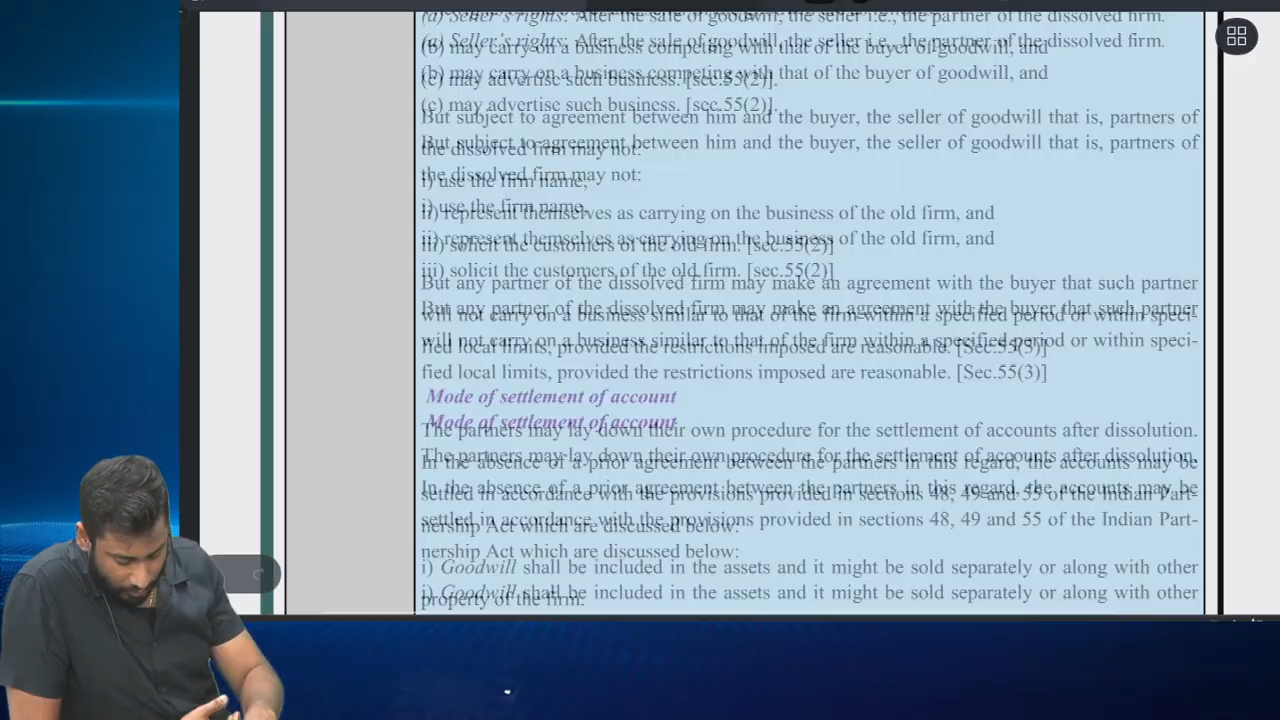 (a) Seller's rights: After the sale of goodwill, the seller i.e., the partner of the dissolved firm.
(b) may carry on a business competing with that of the buyer of goodwill, and
(c) may advertise such business. [sec.55(2)].
But subject to agreement between him and the buyer, the seller of goodwill that is, partners of
the dissolved firm may not:
i) use the firm name,
ii) represent themselves as carrying on the business of the old firm, and
iii) solicit the customers of the old firm. [sec.55(2)]
But any partner of the dissolved firm may make an agreement with the buyer that such partner
will not carry on a business similar to that of the firm within a specified period or within speci-
fied local limits, provided the restrictions imposed are reasonable. [Sec.55(3)]
Mode of settlement of account
The partners may lay down their own procedure for the settlement of accounts after dissolution.
In the absence of a prior agreement between the partners in this regard, the accounts may be
settled in accordance with the provisions provided in sections 48, 49 and 55 of the Indian Part-
nership Act which are discussed below:
i) Goodwill shall be included in the assets and it might be sold separately or along with other
property of the firm.